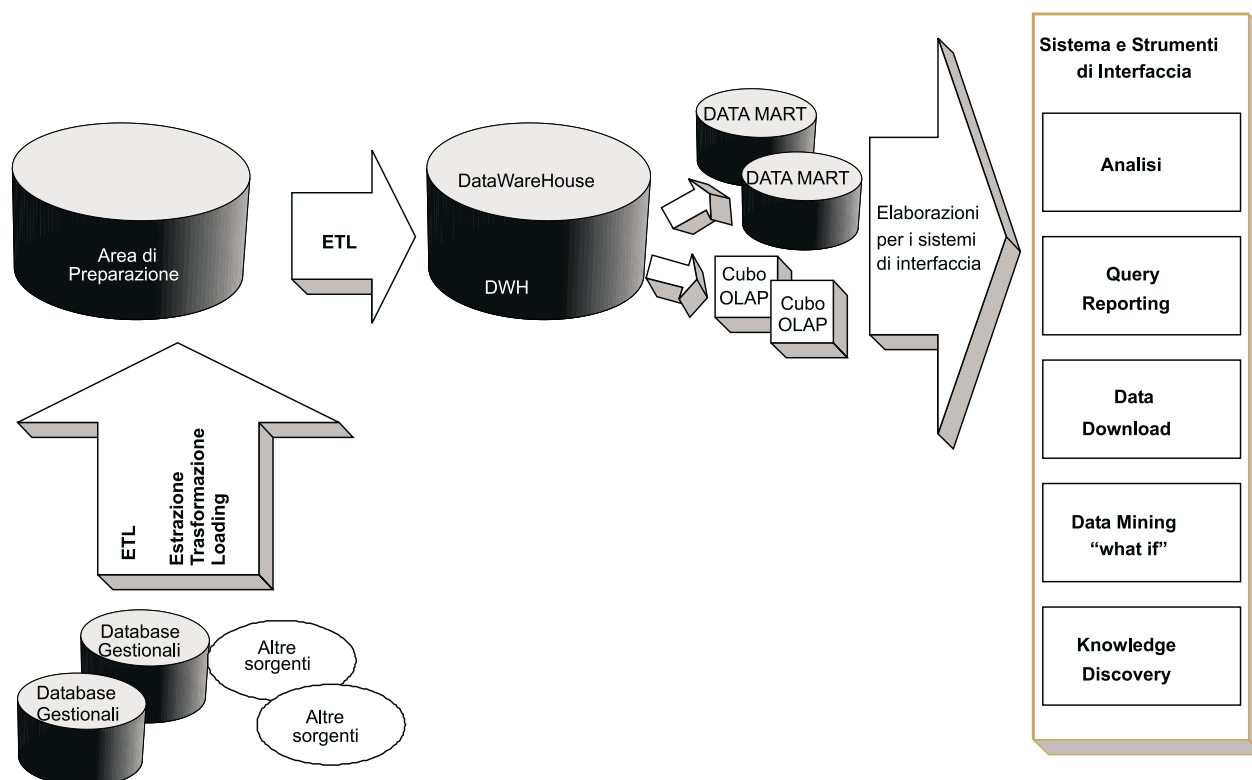 Sistema e Strumenti
di Interfaccia
DATA MART
DATA MART
Analisi
DataWareHouse
DWH
ETL
Area di
Preparazione
Elaborazioni
per i sistemi
di interfaccia
Cubo
OLAP
Cubo
OLAP
Query
Reporting
Data
Download
ETL
Estrazione
Trasformazione
Loading
Data Mining
“what if”
Database
Gestionali
Altre
sorgenti
Database
Gestionali
Altre
sorgenti
Knowledge
Discovery